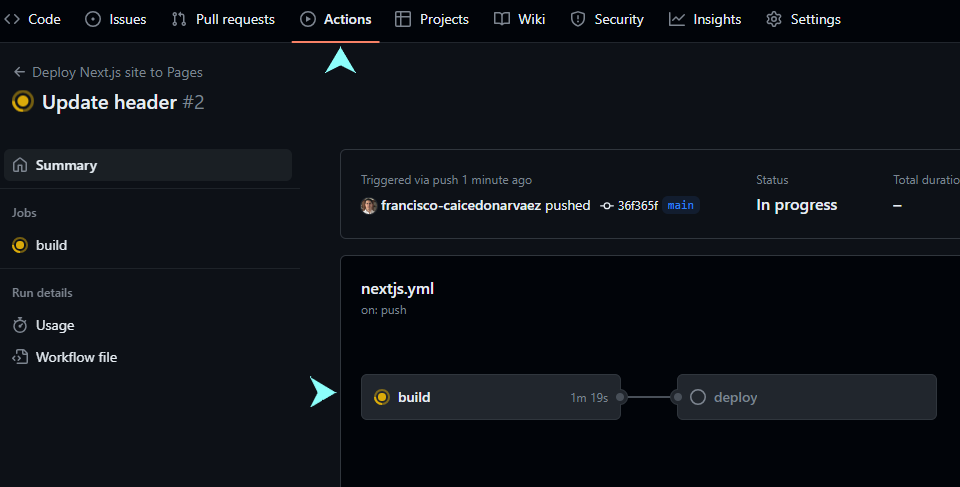 Code Issues Pull requests Actions Projects Wiki Security Insights Settings
Deploy Next.js site to Pages
Update header #2
Summary
Jobs
build
Run details
Usage
Workflow file
Triggered via push 1 minute ago
francisco-caicedonarvaez pushed 36f365f main
Status
In progress
Total duratio
–
nextjs.yml
on: push
build 1m 19s
deploy